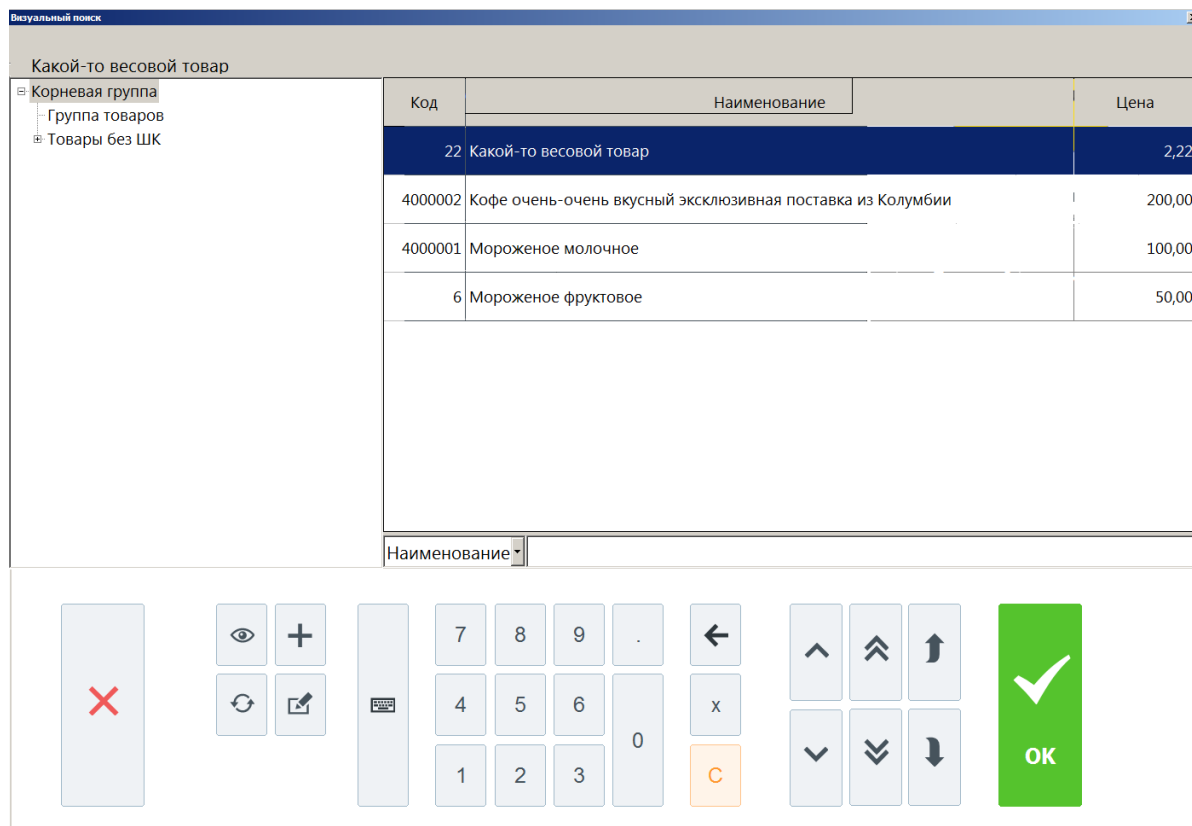 Визуальный поиск
Какой-то весовой товар
Корневая группа
Группа товаров
Товары без ШК
Код Наименование Цена
22 Какой-то весовой товар 2,22
4000002 Кофе очень-очень вкусный эксклюзивная поставка из Колумбии 200,00
4000001 Мороженое молочное 100,00
6 Мороженое фруктовое 50,00
Наименование
7 8 9 .
4 5 6 x
0
1 2 3 C
OK